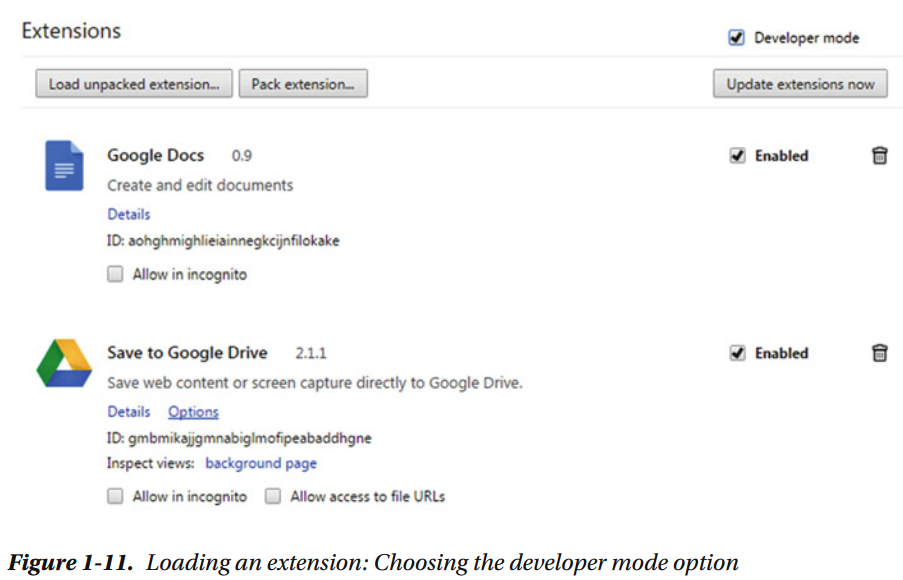 Extensions
Developer mode
Load unpacked extension... Pack extension... Update extensions now
Google Docs 0.9 Enabled
Create and edit documents
Details
ID: aohghmighlieiainnegkcijnfilokake
Allow in incognito
Save to Google Drive 2.1.1 Enabled
Save web content or screen capture directly to Google Drive.
Details Options
ID: gmbmikajjgmnabiglmofipeabaddhgne
Inspect views: background page
Allow in incognito Allow access to file URLs
Figure 1-11. Loading an extension: Choosing the developer mode option